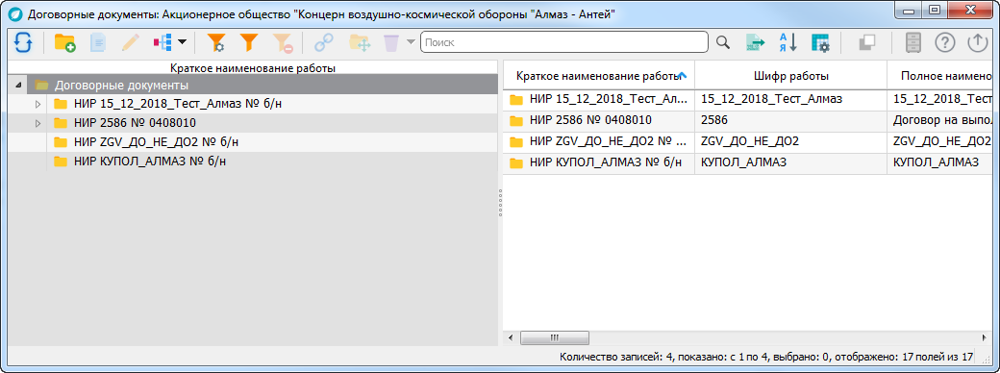 Договорные документы: Акционерное общество "Концерн воздушно-космической обороны "Алмаз - Антей"
Поиск
А
Я
Краткое наименование работы
Договорные документы
НИР 15_12_2018_Тест_Алмаз № б/н
НИР 2586 № 0408010
НИР ZGV_ДО_НЕ_ДО2 № б/н
НИР КУПОЛ_АЛМАЗ № б/н
Краткое наименование работы Шифр работы Полное наимено
НИР 15_12_2018_Тест_Ал... 15_12_2018_Тест_Алмаз 15_12_2018_Тест
НИР 2586 № 0408010 2586 Договор на выпол
НИР ZGV_ДО_НЕ_ДО2 № ... ZGV_ДО_НЕ_ДО2 ZGV_ДО_НЕ_ДО2
НИР КУПОЛ_АЛМАЗ № б/н КУПОЛ_АЛМАЗ КУПОЛ_АЛМАЗ
Количество записей: 4, показано: с 1 по 4, выбрано: 0, отображено: 17 полей из 17